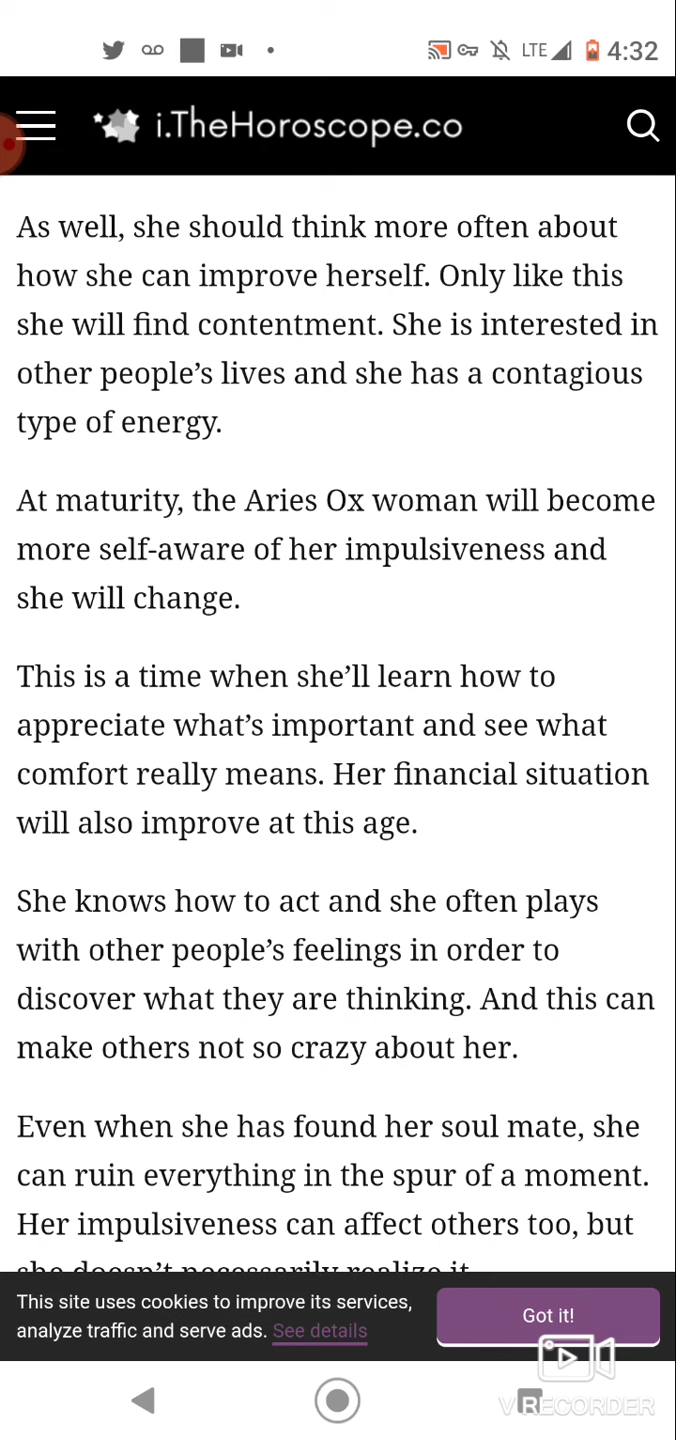 LTE 4:32
i.TheHoroscope.co
As well, she should think more often about
how she can improve herself. Only like this
she will find contentment. She is interested in
other people’s lives and she has a contagious
type of energy.
At maturity, the Aries Ox woman will become
more self-aware of her impulsiveness and
she will change.
This is a time when she’ll learn how to
appreciate what’s important and see what
comfort really means. Her financial situation
will also improve at this age.
She knows how to act and she often plays
with other people’s feelings in order to
discover what they are thinking. And this can
make others not so crazy about her.
Even when she has found her soul mate, she
can ruin everything in the spur of a moment.
Her impulsiveness can affect others too, but
she doesn’t necessarily realize it.
This site uses cookies to improve its services,
analyze traffic and serve ads. See details
Got it!
VRECORDER